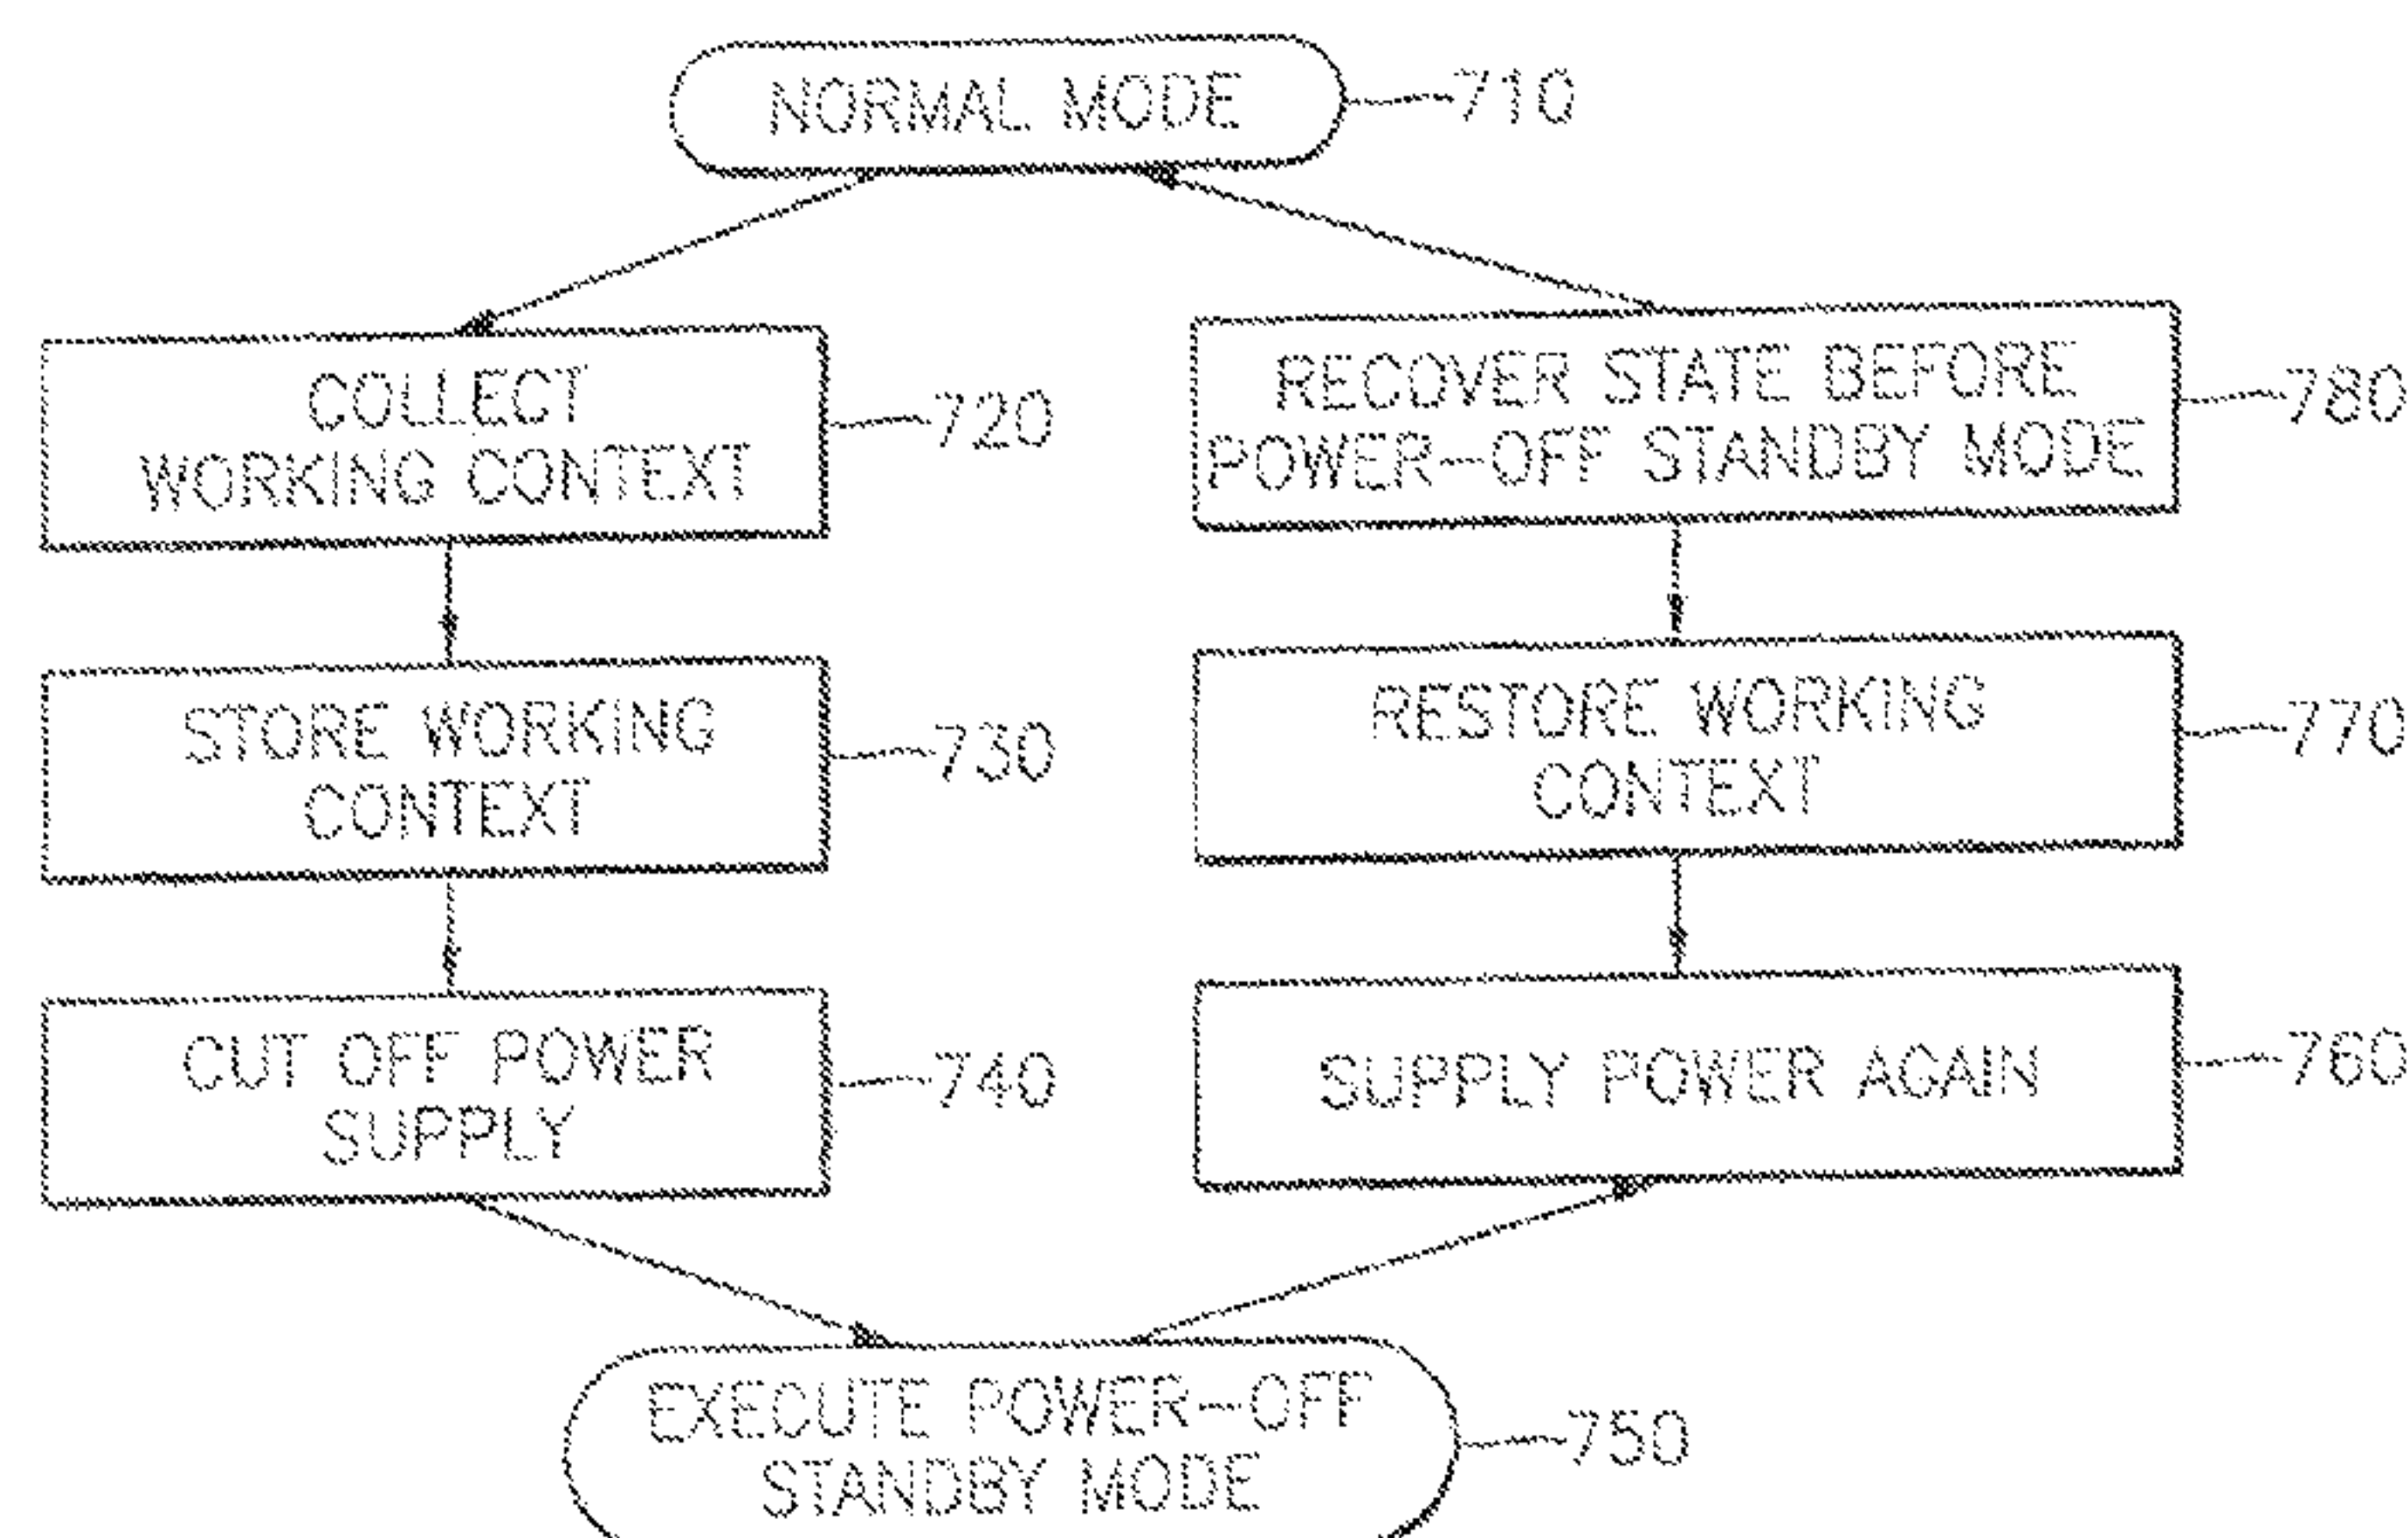 NORMAL MODE
710
COLLECT
WORKING CONTEXT
720
RECOVER STATE BEFORE
POWER-OFF STANDBY MODE
780
STORE WORKING
CONTEXT
730
RESTORE WORKING
CONTEXT
770
CUT OFF POWER
SUPPLY
740
SUPPLY POWER AGAIN
760
EXECUTE POWER-OFF
STANDBY MODE
750